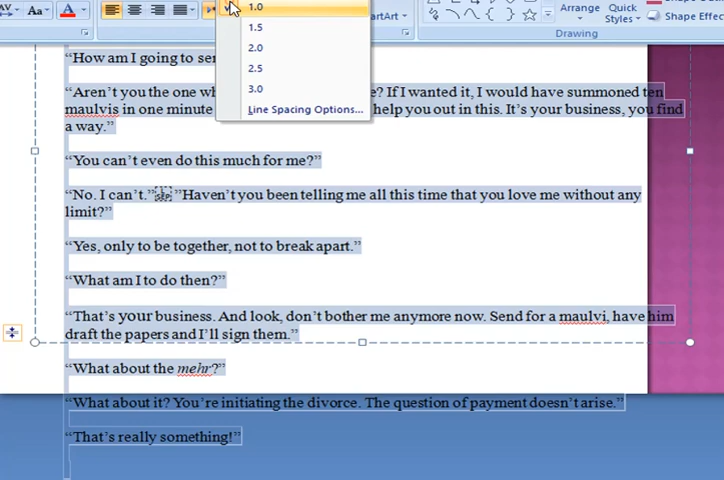 AV Aa A 1.0 artArt Arrange Quick Styles Shape Effe
1.5 Drawing
2.0
2.5
3.0
Line Spacing Options...
“How am I going to
“Aren’t you the one e? If I wanted it, I would have summoned ten
maulvis in one minute help you out in this. It’s your business, you find
a way.”
“You can’t even do this much for me?”
“No. I can’t.” ”Haven’t you been telling me all this time that you love me without any
limit?”
“Yes, only to be together, not to break apart.”
“What am I to do then?”
“That’s your business. And look, don’t bother me anymore now. Send for a maulvi, have him
draft the papers and I’ll sign them.”
“What about the mehr?”
“What about it? You’re initiating the divorce. The question of payment doesn’t arise.”
“That’s really something!”